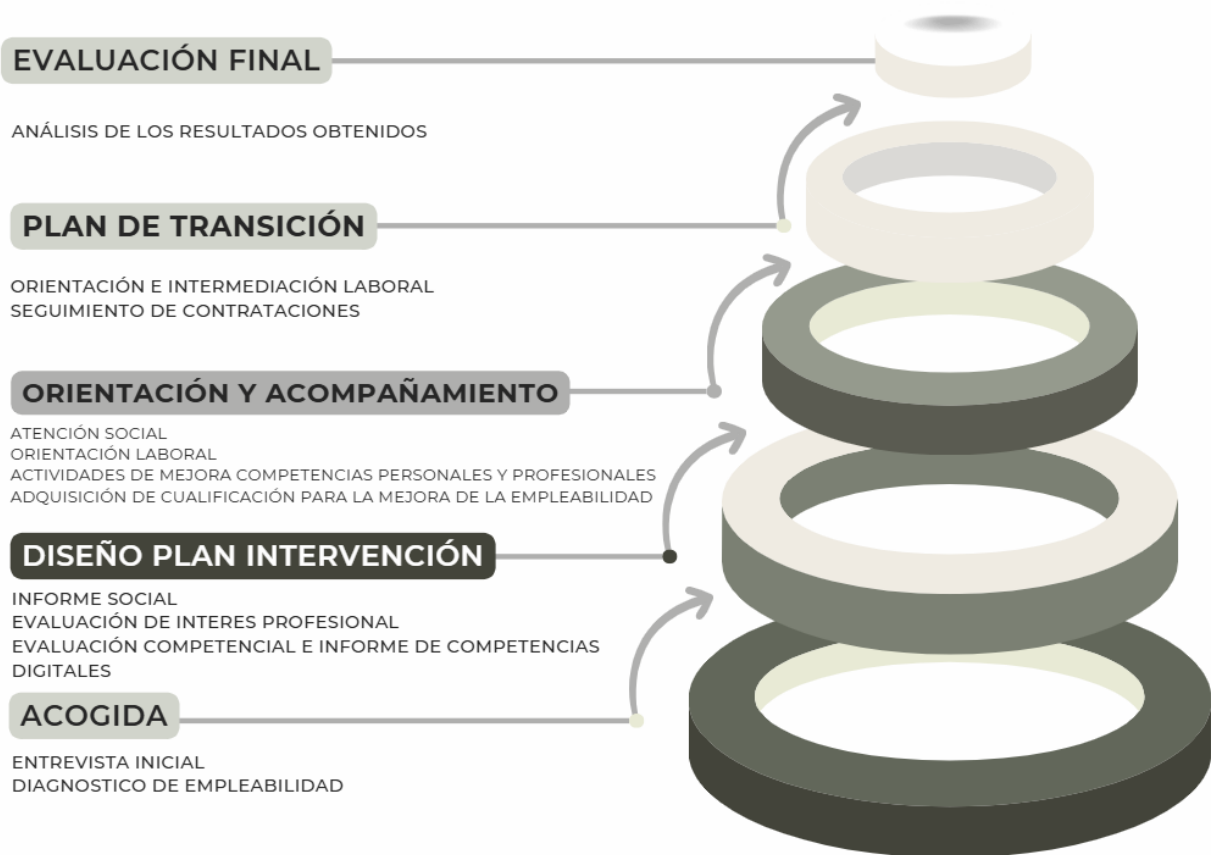 EVALUACIÓN FINAL
ANÁLISIS DE LOS RESULTADOS OBTENIDOS
PLAN DE TRANSICIÓN
ORIENTACIÓN E INTERMEDIACIÓN LABORAL
SEGUIMIENTO DE CONTRATACIONES
ORIENTACIÓN Y ACOMPAÑAMIENTO
ATENCIÓN SOCIAL
ORIENTACIÓN LABORAL
ACTIVIDADES DE MEJORA COMPETENCIAS PERSONALES Y PROFESIONALES
ADQUISICIÓN DE CUALIFICACIÓN PARA LA MEJORA DE LA EMPLEABILIDAD
DISEÑO PLAN INTERVENCIÓN
INFORME SOCIAL
EVALUACIÓN DE INTERES PROFESIONAL
EVALUACIÓN COMPETENCIAL E INFORME DE COMPETENCIAS
DIGITALES
ACOGIDA
ENTREVISTA INICIAL
DIAGNOSTICO DE EMPLEABILIDAD